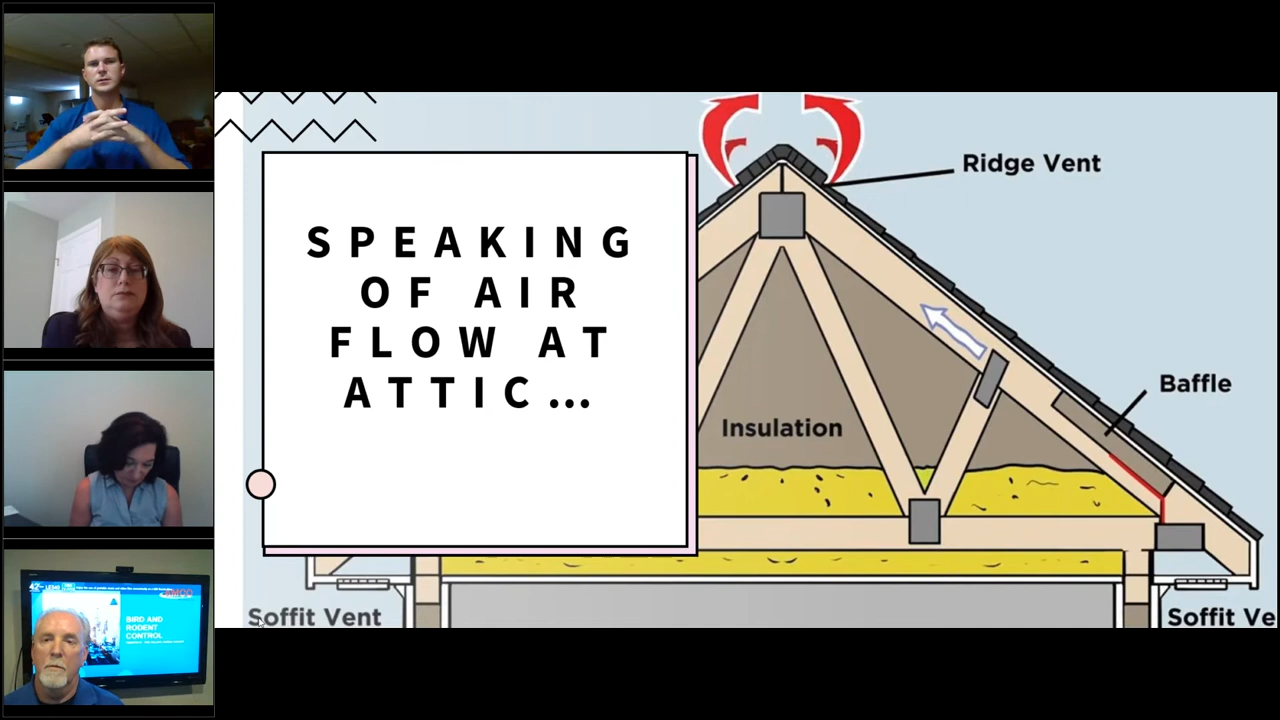 SPEAKING
OF AIR
FLOW AT
ATTIC...
Ridge Vent
Baffle
Insulation
Soffit Vent
Soffit Ve
BIRD AND
RODENT
CONTROL